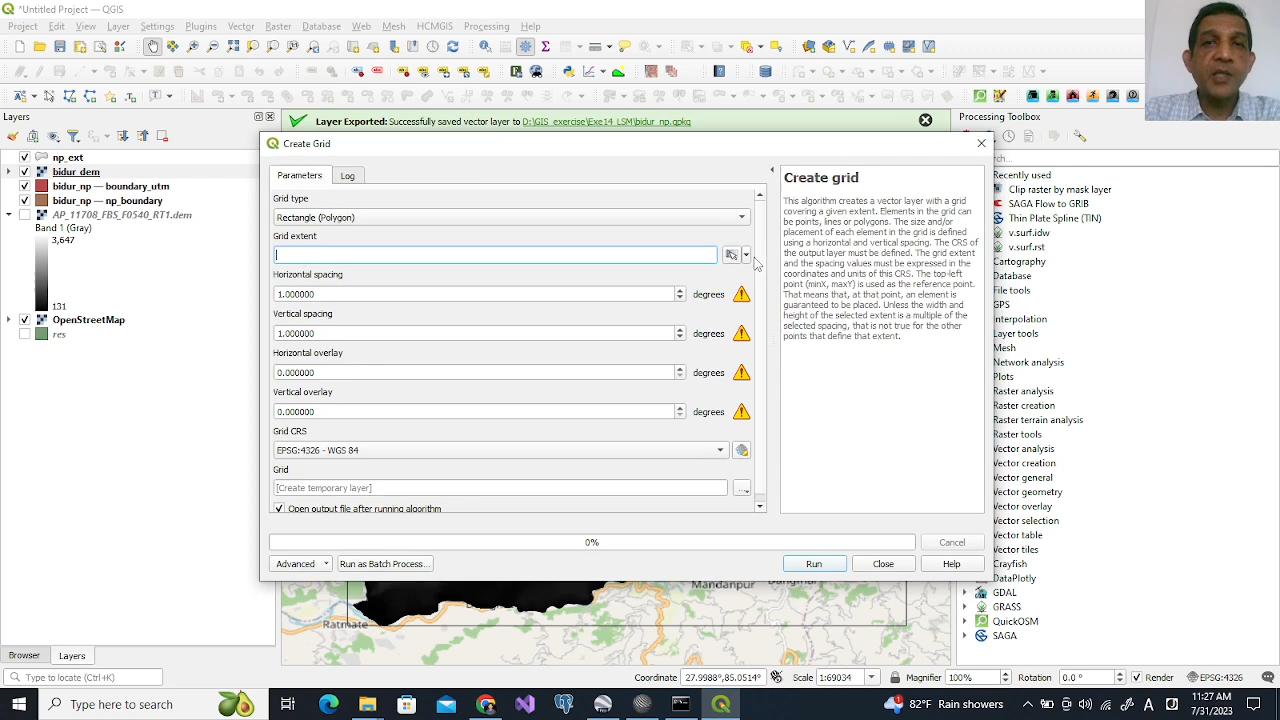 *Untitled Project — QGIS
Project Edit View Layer Settings Plugins Vector Raster Database Web Mesh HCMGIS Processing Help
Layers
Layer Exported: Successfully saved vector layer to D:\GIS_exercise\Exe14_LSM\bidur_np.gpkg
Processing Toolbox
Create Grid
np_ext
bidur_dem
bidur_np — boundary_utm
bidur_np — np_boundary
AP_11708_FBS_F0540_RT1.dem
Band 1 (Gray)
3,647
131
OpenStreetMap
res
Parameters Log
Grid type
Rectangle (Polygon)
Grid extent
Horizontal spacing
1.000000 degrees
Vertical spacing
1.000000 degrees
Horizontal overlay
0.000000 degrees
Vertical overlay
0.000000 degrees
Grid CRS
EPSG:4326 - WGS 84
Grid
[Create temporary layer]
Open output file after running algorithm
0%
Cancel
Advanced Run as Batch Process... Run Close Help
Create grid
This algorithm creates a vector layer with a grid
covering a given extent. Elements in the grid can
be points, lines or polygons. The size and/or
placement of each element in the grid is defined
using a horizontal and vertical spacing. The CRS of
the output layer must be defined. The grid extent
and the spacing values must be expressed in the
coordinates and units of this CRS. The top-left
point (minX, maxY) is used as the reference point.
That means that, at that point, an element is
guaranteed to be placed. Unless the width and
height of the selected extent is a multiple of the
selected spacing, that is not true for the other
points that define that extent.
Recently used
Clip raster by mask layer
SAGA Flow to GRIB
Thin Plate Spline (TIN)
v.surf.idw
v.surf.rst
Cartography
Database
File tools
GPS
Interpolation
Layer tools
Mesh
Network analysis
Plots
Raster analysis
Raster creation
Raster terrain analysis
Raster tools
Vector analysis
Vector creation
Vector general
Vector geometry
Vector overlay
Vector selection
Vector table
Vector tiles
Crayfish
DataPlotly
GDAL
GRASS
QuickOSM
SAGA
Mandanpur
Ratmate
Browser Layers
Type to locate (Ctrl+K)
Coordinate 27.9988°,85.0514° Scale 1:69034 Magnifier 100% Rotation 0.0 ° Render EPSG:4326
Type here to search
82°F Rain showers
11:27 AM
7/31/2023